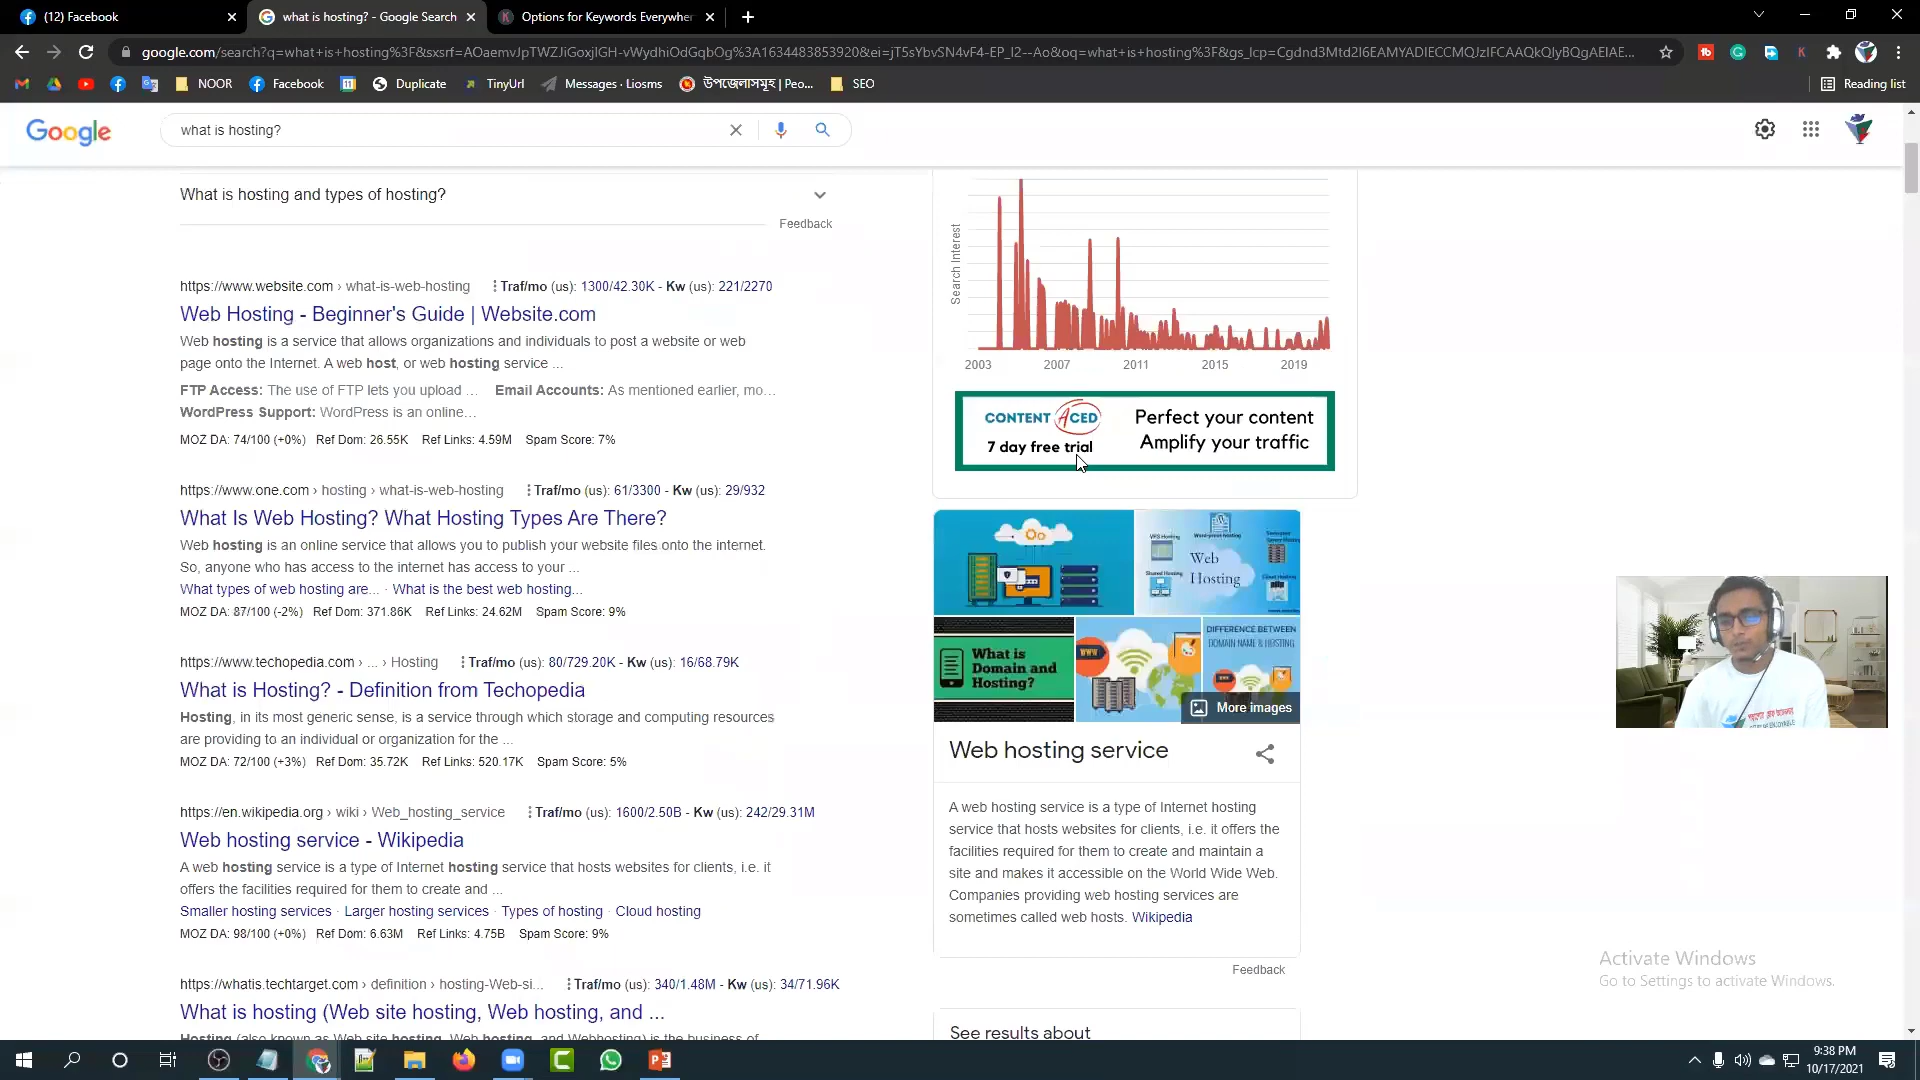 (12) Facebook
what is hosting? - Google Search
Options for Keywords Everywher
google.com/search?q=what+is+hosting%3F&sxsrf=AOaemvJpTWZJiGoxjlGH-vWydhiOdGqbOg%3A1634483853920&ei=jT5sYbvSN4vF4-EP_I2--Ao&oq=what+is+hosting%3F&gs_lcp=Cgdnd3Mtd2l6EAMYADIECCMQJzIFCAAQkQIyBQgAEIAE...
NOOR
Facebook
Duplicate
TinyUrl
Messages · Liosms
উপজেলাসমূহ | Peo...
SEO
Reading list
Google
what is hosting?
What is hosting and types of hosting?
Feedback
https://www.website.com › what-is-web-hosting Traf/mo (us): 1300/42.30K - Kw (us): 221/2270
Web Hosting - Beginner's Guide | Website.com
Web hosting is a service that allows organizations and individuals to post a website or web
page onto the Internet. A web host, or web hosting service ...
FTP Access: The use of FTP lets you upload ... Email Accounts: As mentioned earlier, mo...
WordPress Support: WordPress is an online...
MOZ DA: 74/100 (+0%) Ref Dom: 26.55K Ref Links: 4.59M Spam Score: 7%
https://www.one.com › hosting › what-is-web-hosting Traf/mo (us): 61/3300 - Kw (us): 29/932
What Is Web Hosting? What Hosting Types Are There?
Web hosting is an online service that allows you to publish your website files onto the internet.
So, anyone who has access to the internet has access to your ...
What types of web hosting are... · What is the best web hosting...
MOZ DA: 87/100 (-2%) Ref Dom: 371.86K Ref Links: 24.62M Spam Score: 9%
https://www.techopedia.com › ... › Hosting Traf/mo (us): 80/729.20K - Kw (us): 16/68.79K
What is Hosting? - Definition from Techopedia
Hosting, in its most generic sense, is a service through which storage and computing resources
are providing to an individual or organization for the ...
MOZ DA: 72/100 (+3%) Ref Dom: 35.72K Ref Links: 520.17K Spam Score: 5%
https://en.wikipedia.org › wiki › Web_hosting_service Traf/mo (us): 1600/2.50B - Kw (us): 242/29.31M
Web hosting service - Wikipedia
A web hosting service is a type of Internet hosting service that hosts websites for clients, i.e. it
offers the facilities required for them to create and ...
Smaller hosting services · Larger hosting services · Types of hosting · Cloud hosting
MOZ DA: 98/100 (+0%) Ref Dom: 6.63M Ref Links: 4.75B Spam Score: 9%
https://whatis.techtarget.com › definition › hosting-Web-si... Traf/mo (us): 340/1.48M - Kw (us): 34/71.96K
What is hosting (Web site hosting, Web hosting, and ...
Hosting (also known as Web site hosting, Web hosting, and Webhosting) is the business of
Search Interest
2003 2007 2011 2015 2019
CONTENT ACED
7 day free trial
Perfect your content
Amplify your traffic
VPS Hosting
Shared Hosting
Web
Hosting
What is
Domain and
Hosting?
WWW
DIFFERENCE BETWEEN
DOMAIN NAME & HOSTING
More images
Web hosting service
A web hosting service is a type of Internet hosting
service that hosts websites for clients, i.e. it offers the
facilities required for them to create and maintain a
site and makes it accessible on the World Wide Web.
Companies providing web hosting services are
sometimes called web hosts. Wikipedia
Feedback
See results about
Activate Windows
Go to Settings to activate Windows.
9:38 PM
10/17/2021